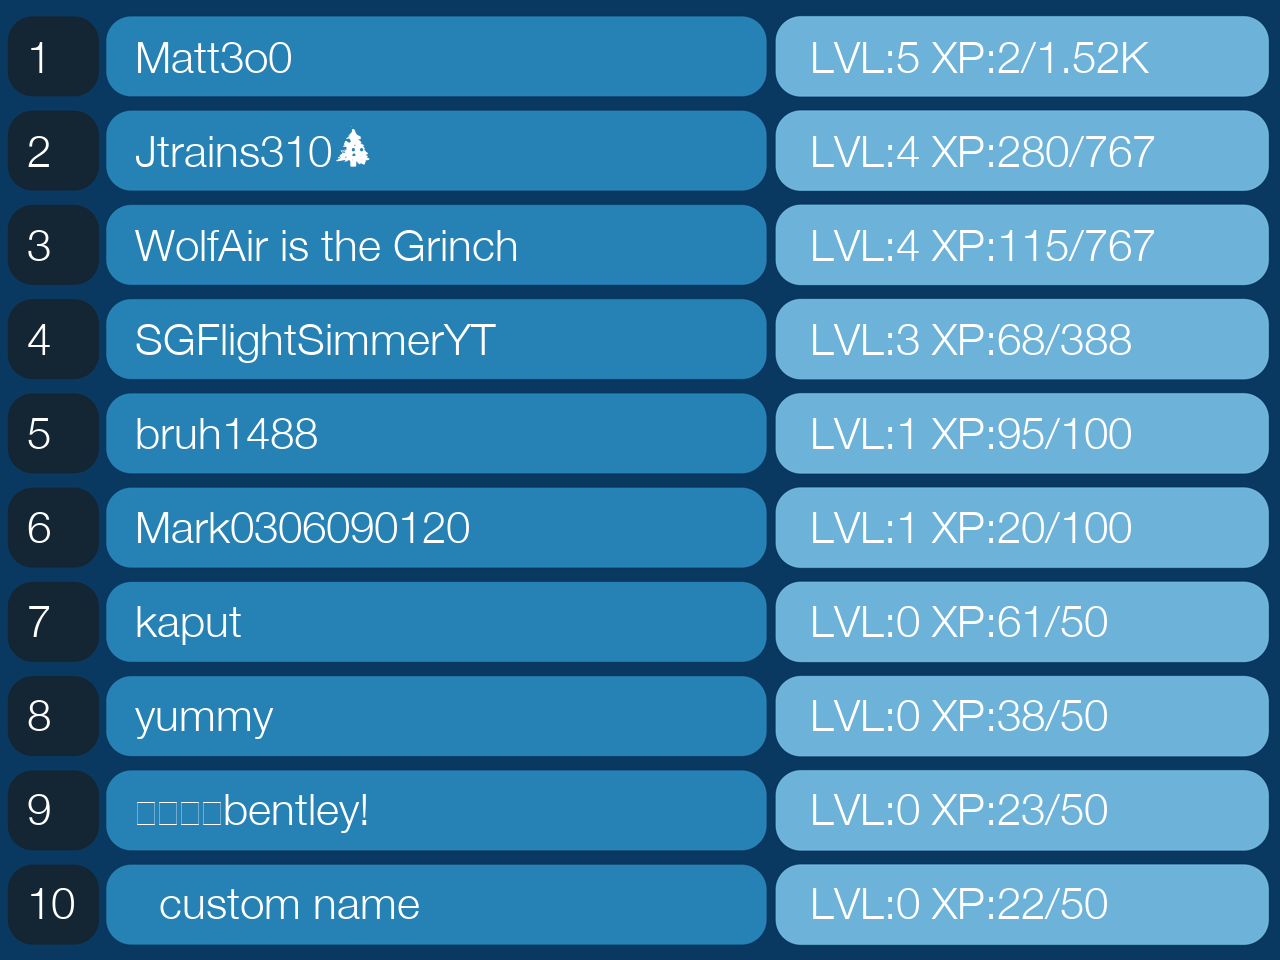 1 Matt3o0 LVL:5 XP:2/1.52K
2 Jtrains310🌲 LVL:4 XP:280/767
3 WolfAir is the Grinch LVL:4 XP:115/767
4 SGFlightSimmerYT LVL:3 XP:68/388
5 bruh1488 LVL:1 XP:95/100
6 Mark0306090120 LVL:1 XP:20/100
7 kaput LVL:0 XP:61/50
8 yummy LVL:0 XP:38/50
9 □□□□bentley! LVL:0 XP:23/50
10 custom name LVL:0 XP:22/50